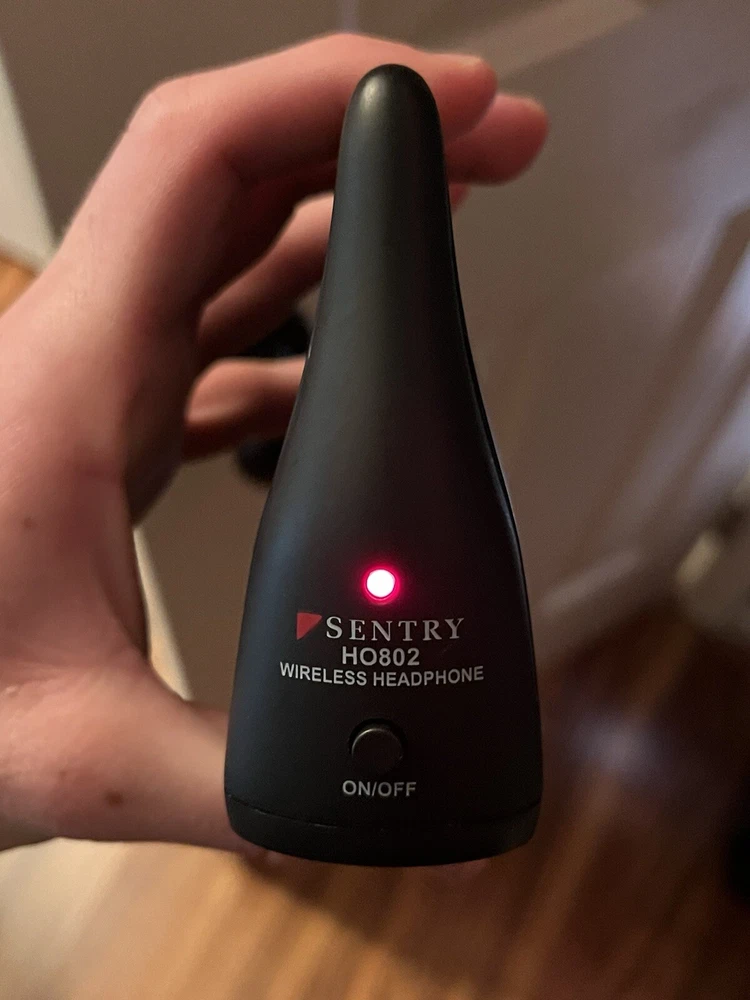 SENTRY
HO802
WIRELESS HEADPHONE
ON/OFF